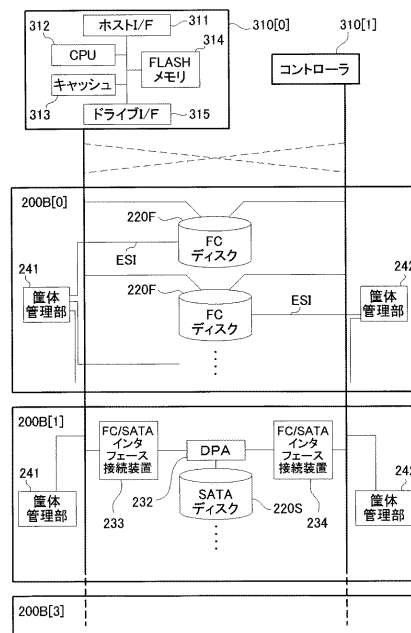 ホストI/F
311
310[0]
310[1]
312
314
CPU
FLASH
メモリ
コントローラ
キャッシュ
313
ドライブI/F
315
200B[0]
220F
FC
ディスク
ESI
241
筐体
管理部
220F
FC
ディスク
ESI
242
筐体
管理部
200B[1]
FC/SATA
インタ
フェース
接続装置
233
DPA
232
FC/SATA
インタ
フェース
接続装置
234
SATA
ディスク
220S
241
筐体
管理部
242
筐体
管理部
200B[3]